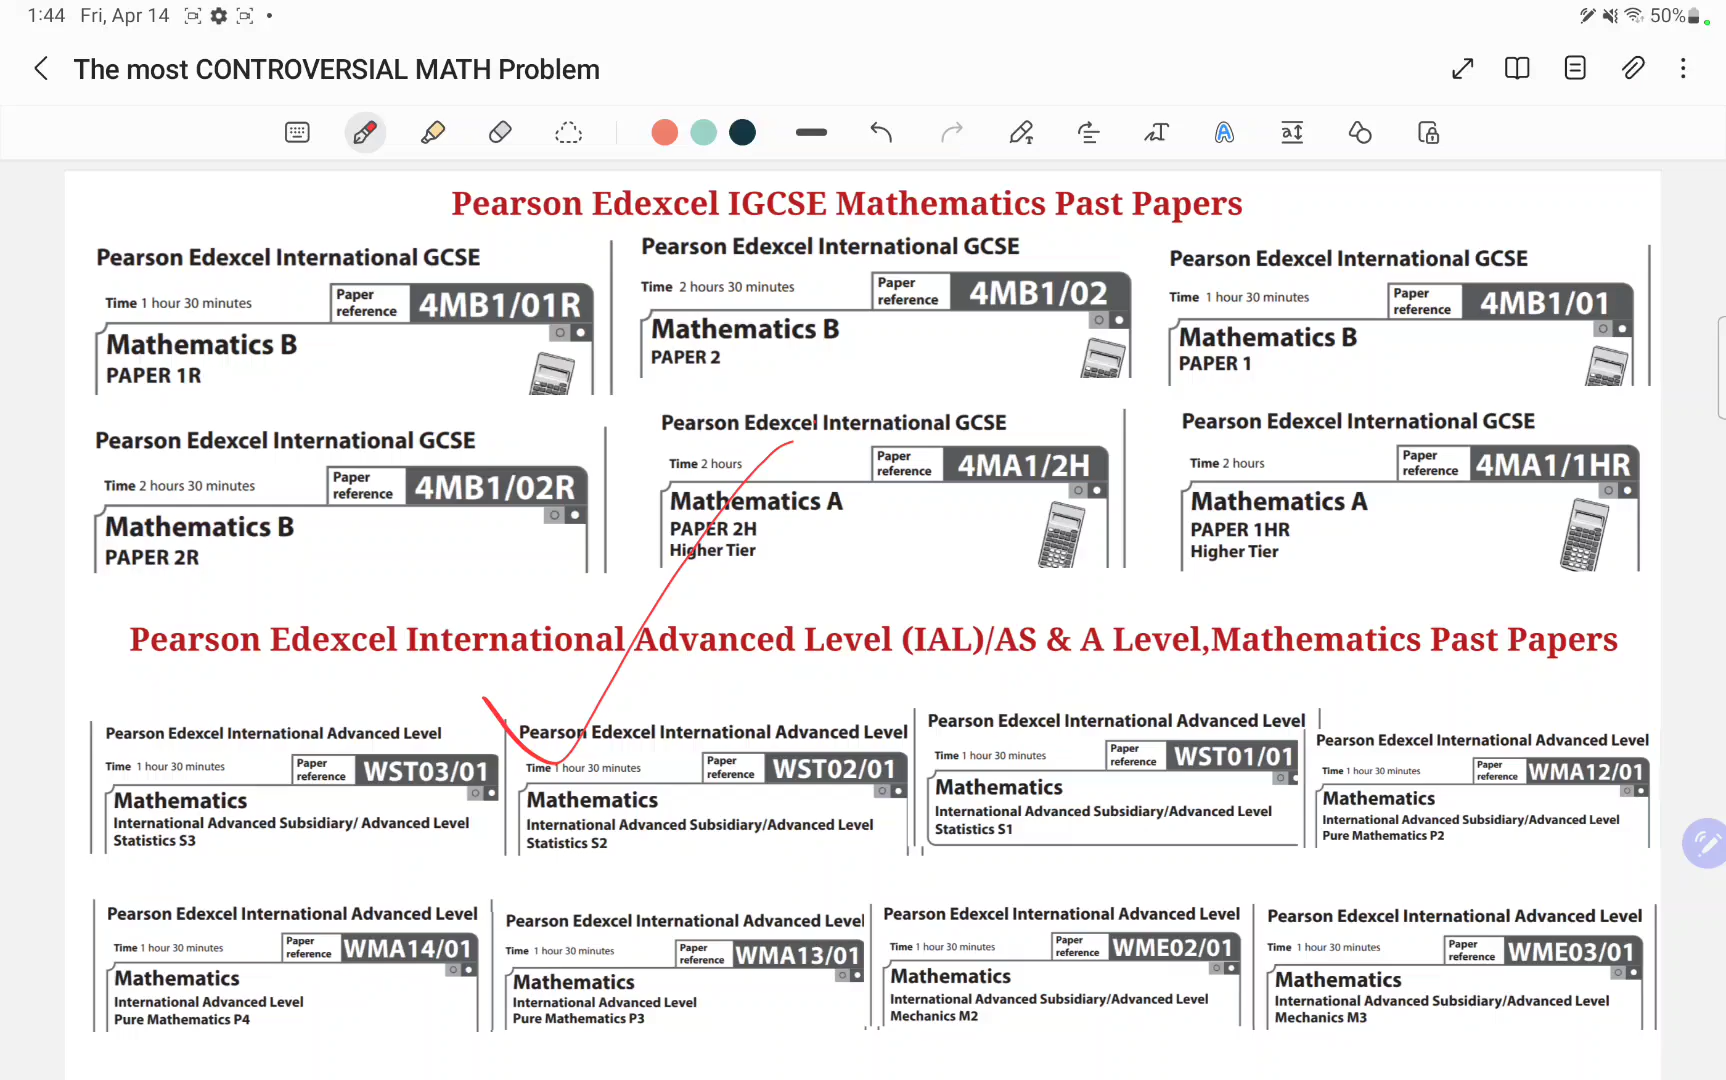 1:44 Fri, Apr 14
50%
The most CONTROVERSIAL MATH Problem
Pearson Edexcel IGCSE Mathematics Past Papers
Pearson Edexcel International GCSE
Time 1 hour 30 minutes
Paper reference 4MB1/01R
Mathematics B
PAPER 1R
Pearson Edexcel International GCSE
Time 2 hours 30 minutes
Paper reference 4MB1/02
Mathematics B
PAPER 2
Pearson Edexcel International GCSE
Time 1 hour 30 minutes
Paper reference 4MB1/01
Mathematics B
PAPER 1
Pearson Edexcel International GCSE
Time 2 hours 30 minutes
Paper reference 4MB1/02R
Mathematics B
PAPER 2R
Pearson Edexcel International GCSE
Time 2 hours
Paper reference 4MA1/2H
Mathematics A
PAPER 2H
Higher Tier
Pearson Edexcel International GCSE
Time 2 hours
Paper reference 4MA1/1HR
Mathematics A
PAPER 1HR
Higher Tier
Pearson Edexcel International Advanced Level (IAL)/AS & A Level,Mathematics Past Papers
Pearson Edexcel International Advanced Level
Time 1 hour 30 minutes
Paper reference WST03/01
Mathematics
International Advanced Subsidiary/ Advanced Level
Statistics S3
Pearson Edexcel International Advanced Level
Time 1 hour 30 minutes
Paper reference WST02/01
Mathematics
International Advanced Subsidiary/Advanced Level
Statistics S2
Pearson Edexcel International Advanced Level
Time 1 hour 30 minutes
Paper reference WST01/01
Mathematics
International Advanced Subsidiary/Advanced Level
Statistics S1
Pearson Edexcel International Advanced Level
Time 1 hour 30 minutes
Paper reference WMA12/01
Mathematics
International Advanced Subsidiary/Advanced Level
Pure Mathematics P2
Pearson Edexcel International Advanced Level
Time 1 hour 30 minutes
Paper reference WMA14/01
Mathematics
International Advanced Level
Pure Mathematics P4
Pearson Edexcel International Advanced Level
Time 1 hour 30 minutes
Paper reference WMA13/01
Mathematics
International Advanced Level
Pure Mathematics P3
Pearson Edexcel International Advanced Level
Time 1 hour 30 minutes
Paper reference WME02/01
Mathematics
International Advanced Subsidiary/Advanced Level
Mechanics M2
Pearson Edexcel International Advanced Level
Time 1 hour 30 minutes
Paper reference WME03/01
Mathematics
International Advanced Subsidiary/Advanced Level
Mechanics M3